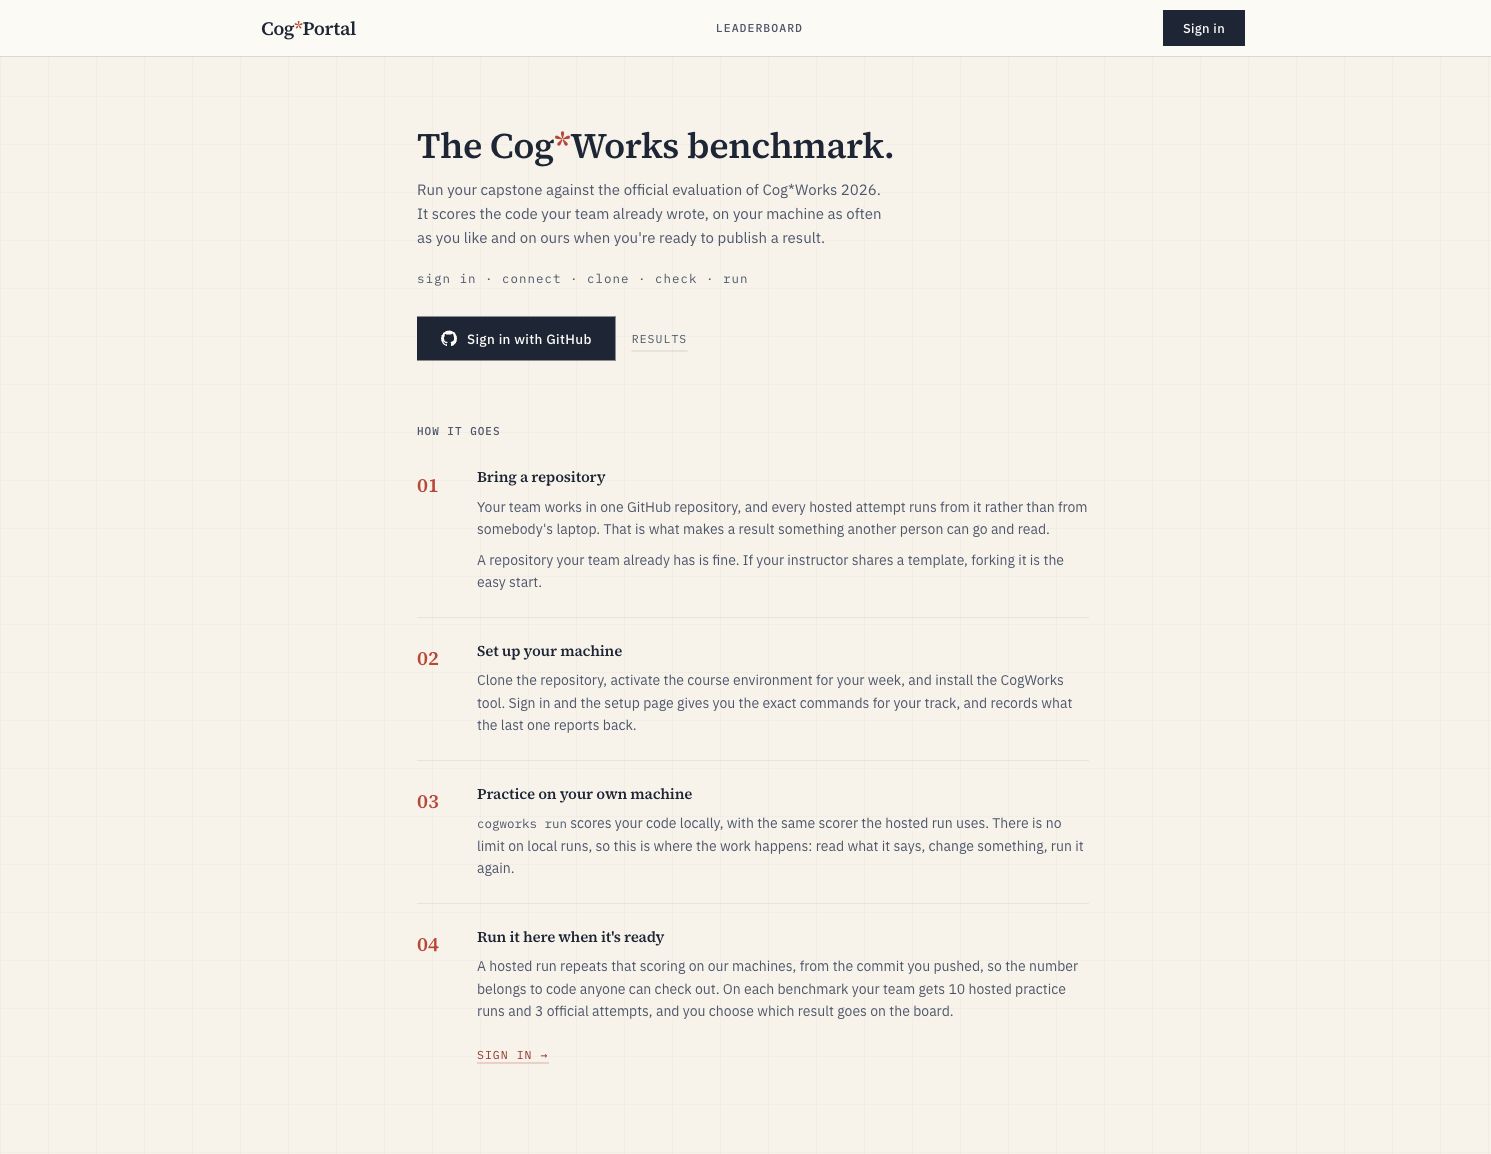 Cog*Portal
LEADERBOARD
Sign in
The Cog*Works benchmark.
Run your capstone against the official evaluation of Cog*Works 2026.
It scores the code your team already wrote, on your machine as often
as you like and on ours when you're ready to publish a result.
sign in · connect · clone · check · run
Sign in with GitHub
RESULTS
HOW IT GOES
01
Bring a repository
Your team works in one GitHub repository, and every hosted attempt runs from it rather than from
somebody's laptop. That is what makes a result something another person can go and read.
A repository your team already has is fine. If your instructor shares a template, forking it is the
easy start.
02
Set up your machine
Clone the repository, activate the course environment for your week, and install the CogWorks
tool. Sign in and the setup page gives you the exact commands for your track, and records what
the last one reports back.
03
Practice on your own machine
cogworks run scores your code locally, with the same scorer the hosted run uses. There is no
limit on local runs, so this is where the work happens: read what it says, change something, run it
again.
04
Run it here when it's ready
A hosted run repeats that scoring on our machines, from the commit you pushed, so the number
belongs to code anyone can check out. On each benchmark your team gets 10 hosted practice
runs and 3 official attempts, and you choose which result goes on the board.
SIGN IN →